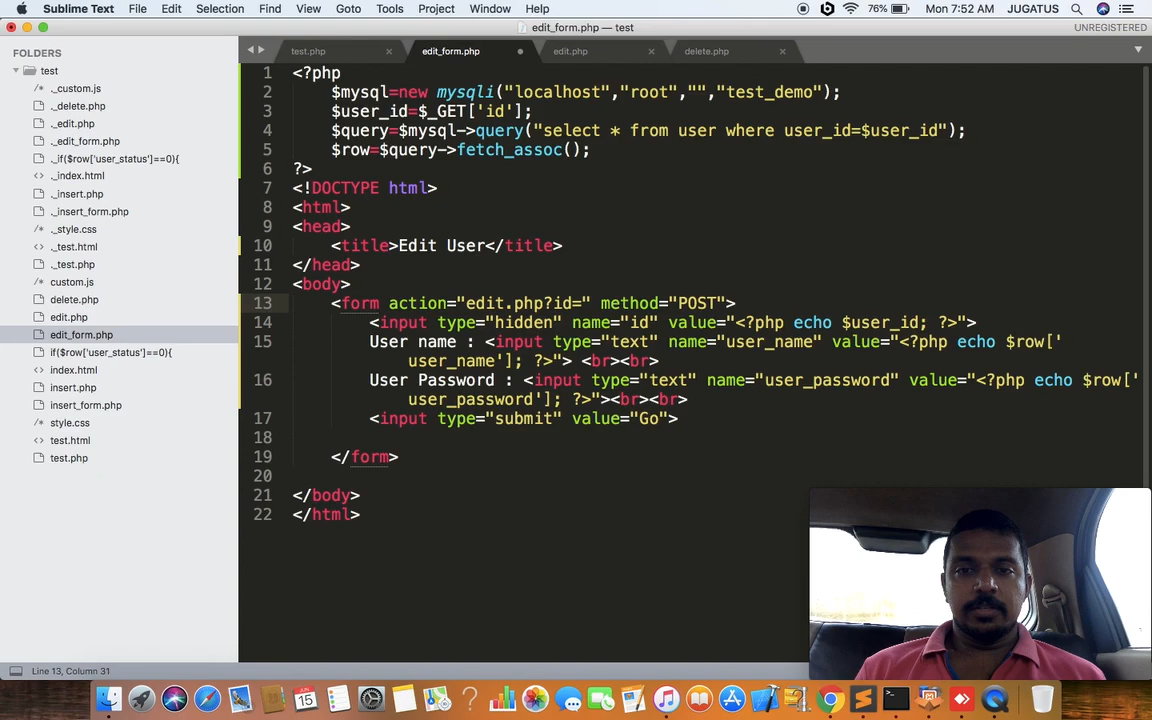 Sublime Text File Edit Selection Find View Goto Tools Project Window Help 76% Mon 7:52 AM JUGATUS
edit_form.php — test UNREGISTERED
FOLDERS
test
._custom.js
._delete.php
._edit.php
._edit_form.php
._if($row['user_status']==0){
._index.html
._insert.php
._insert_form.php
._style.css
._test.html
._test.php
custom.js
delete.php
edit.php
edit_form.php
if($row['user_status']==0){
index.html
insert.php
insert_form.php
style.css
test.html
test.php
test.php edit_form.php edit.php delete.php
1 <?php
2 $mysql=new mysqli("localhost","root","","test_demo");
3 $user_id=$_GET['id'];
4 $query=$mysql->query("select * from user where user_id=$user_id");
5 $row=$query->fetch_assoc();
6 ?>
7 <!DOCTYPE html>
8 <html>
9 <head>
10 <title>Edit User</title>
11 </head>
12 <body>
13 <form action="edit.php?id=" method="POST">
14 <input type="hidden" name="id" value="<?php echo $user_id; ?>">
15 User name : <input type="text" name="user_name" value="<?php echo $row['
user_name']; ?>"> <br><br>
16 User Password : <input type="text" name="user_password" value="<?php echo $row['
user_password']; ?>"><br><br>
17 <input type="submit" value="Go">
18
19 </form>
20
21 </body>
22 </html>
Line 13, Column 31
15